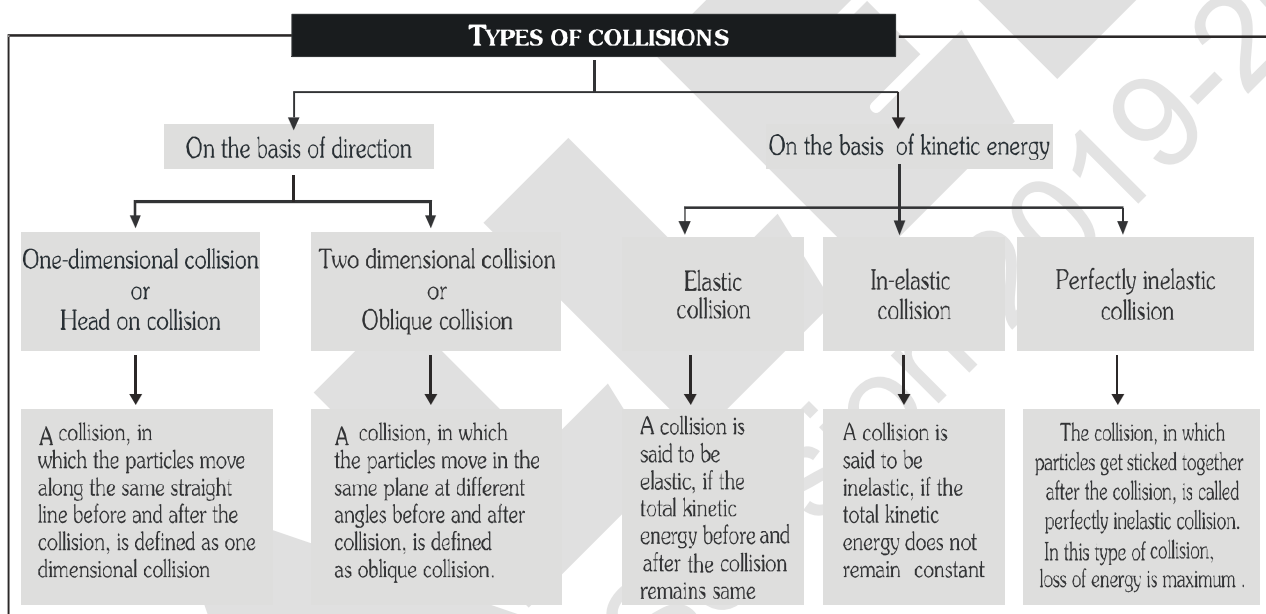 TYPES OF COLLISIONS
On the basis of direction
On the basis of kinetic energy
One-dimensional collision
or
Head on collision
Two dimensional collision
or
Oblique collision
Elastic
collision
In-elastic
collision
Perfectly inelastic
collision
A collision, in
which the particles move
along the same straight
line before and after the
collision, is defined as one
dimensional collision
A collision, in which
the particles move in the
same plane at different
angles before and after
collision, is defined
as oblique collision.
A collision is
said to be
elastic, if the
total kinetic
energy before and
after the collision
remains same
A collision is
said to be
inelastic, if the
total kinetic
energy does not
remain constant
The collision, in which
particles get sticked together
after the collision, is called
perfectly inelastic collision.
In this type of collision,
loss of energy is maximum .